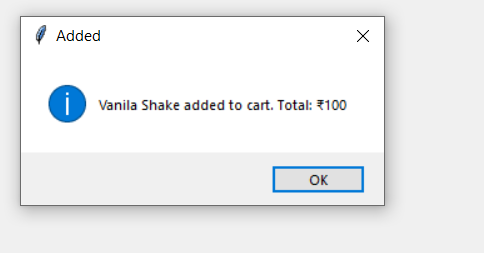 Added
Vanila Shake added to cart. Total: ₹100
OK